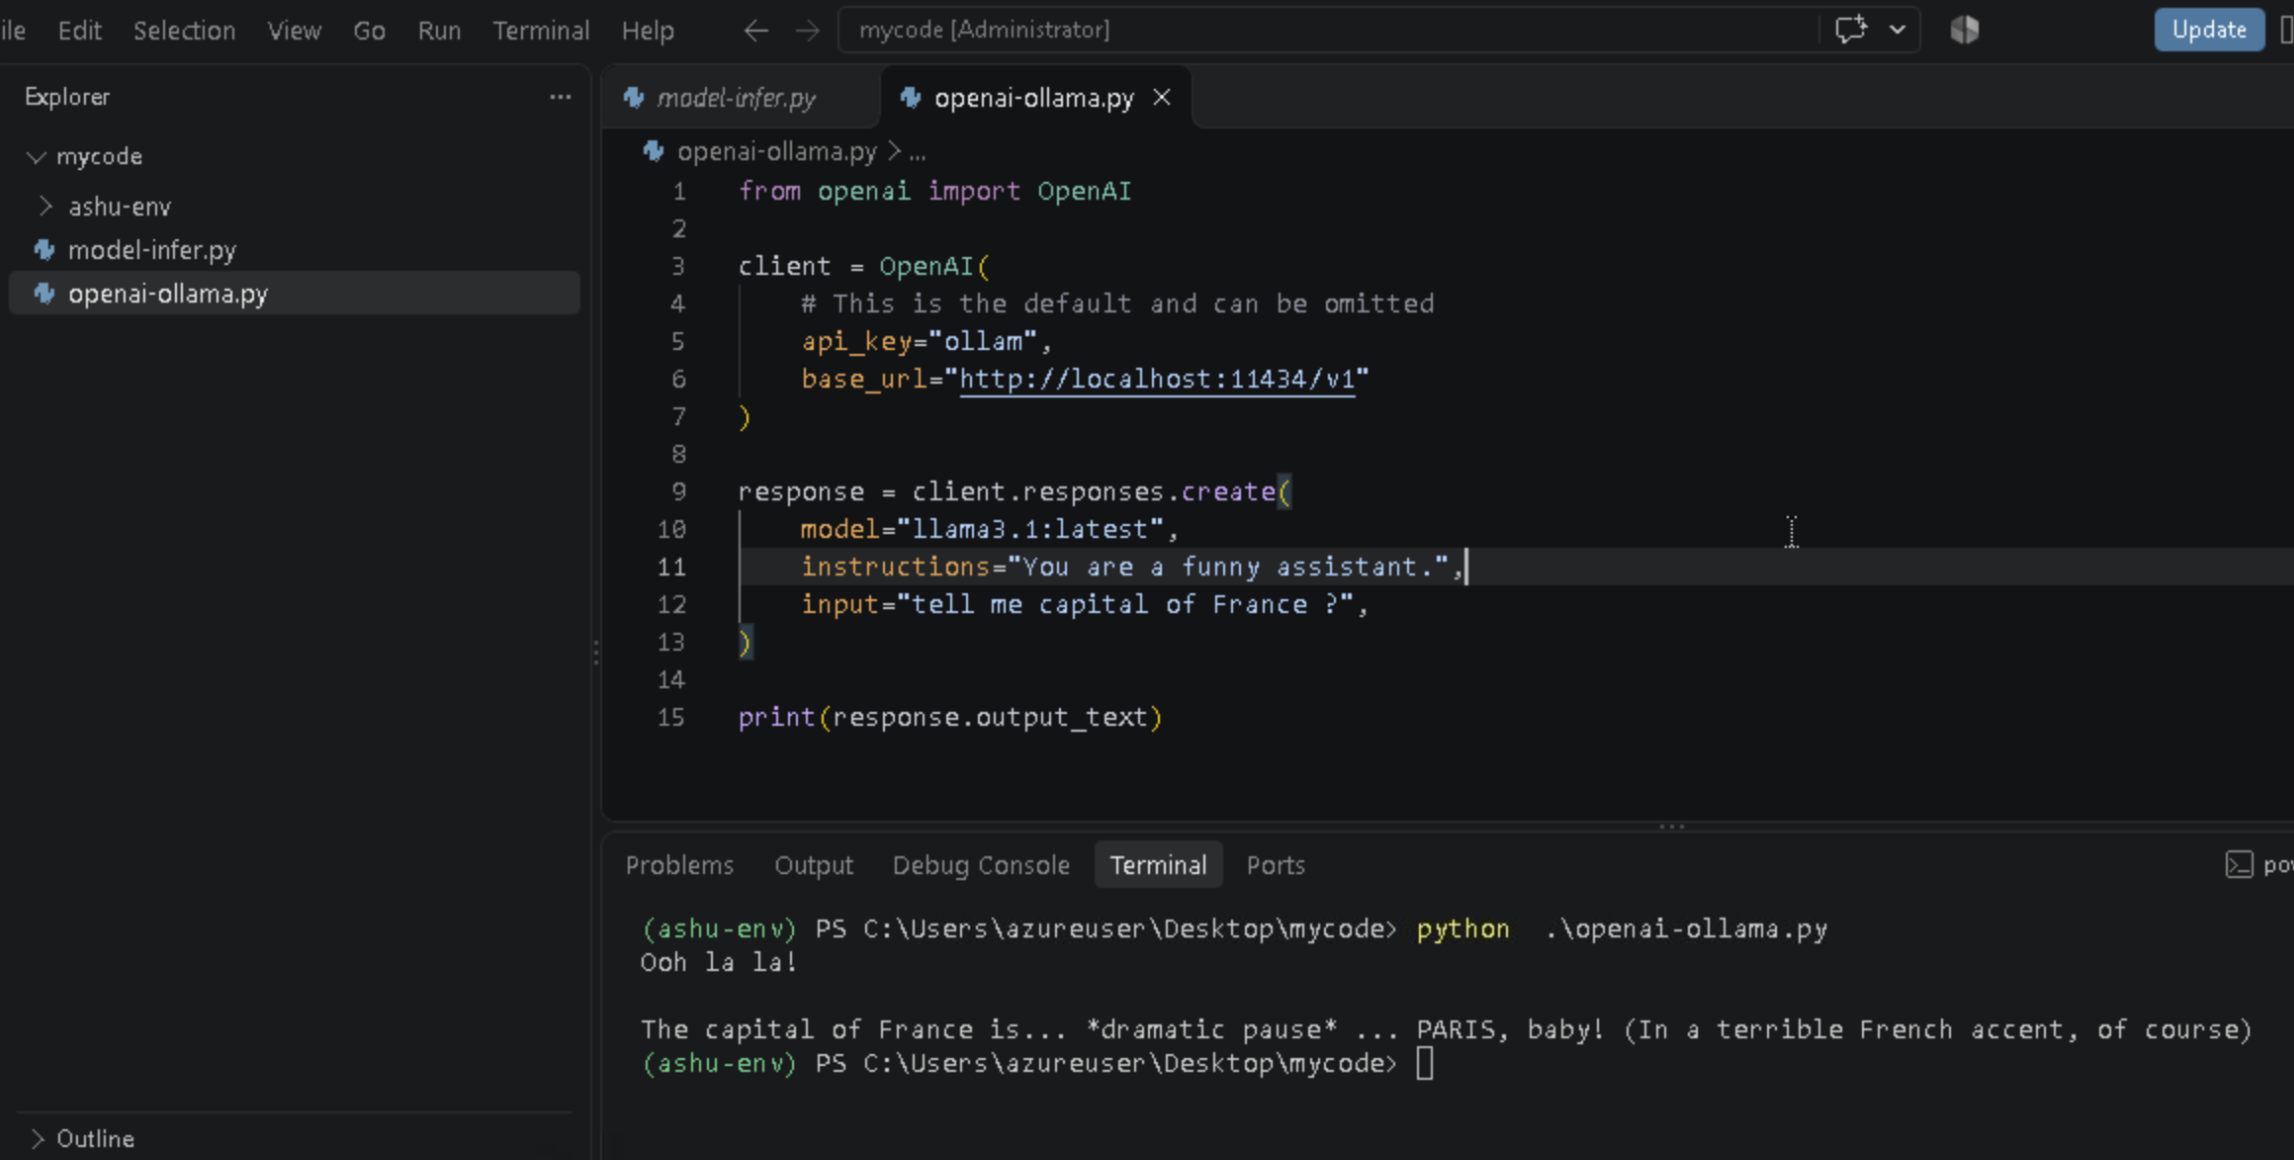 ile Edit Selection View Go Run Terminal Help mycode [Administrator] Update
Explorer
mycode
ashu-env
model-infer.py
openai-ollama.py
Outline
model-infer.py openai-ollama.py
openai-ollama.py > ...
1 from openai import OpenAI
2
3 client = OpenAI(
4     # This is the default and can be omitted
5     api_key="ollam",
6     base_url="http://localhost:11434/v1"
7 )
8
9 response = client.responses.create(
10     model="llama3.1:latest",
11     instructions="You are a funny assistant.",
12     input="tell me capital of France ?",
13 )
14
15 print(response.output_text)
Problems Output Debug Console Terminal Ports pow
(ashu-env) PS C:\Users\azureuser\Desktop\mycode> python  .\openai-ollama.py
Ooh la la!
The capital of France is... *dramatic pause* ... PARIS, baby! (In a terrible French accent, of course)
(ashu-env) PS C:\Users\azureuser\Desktop\mycode>